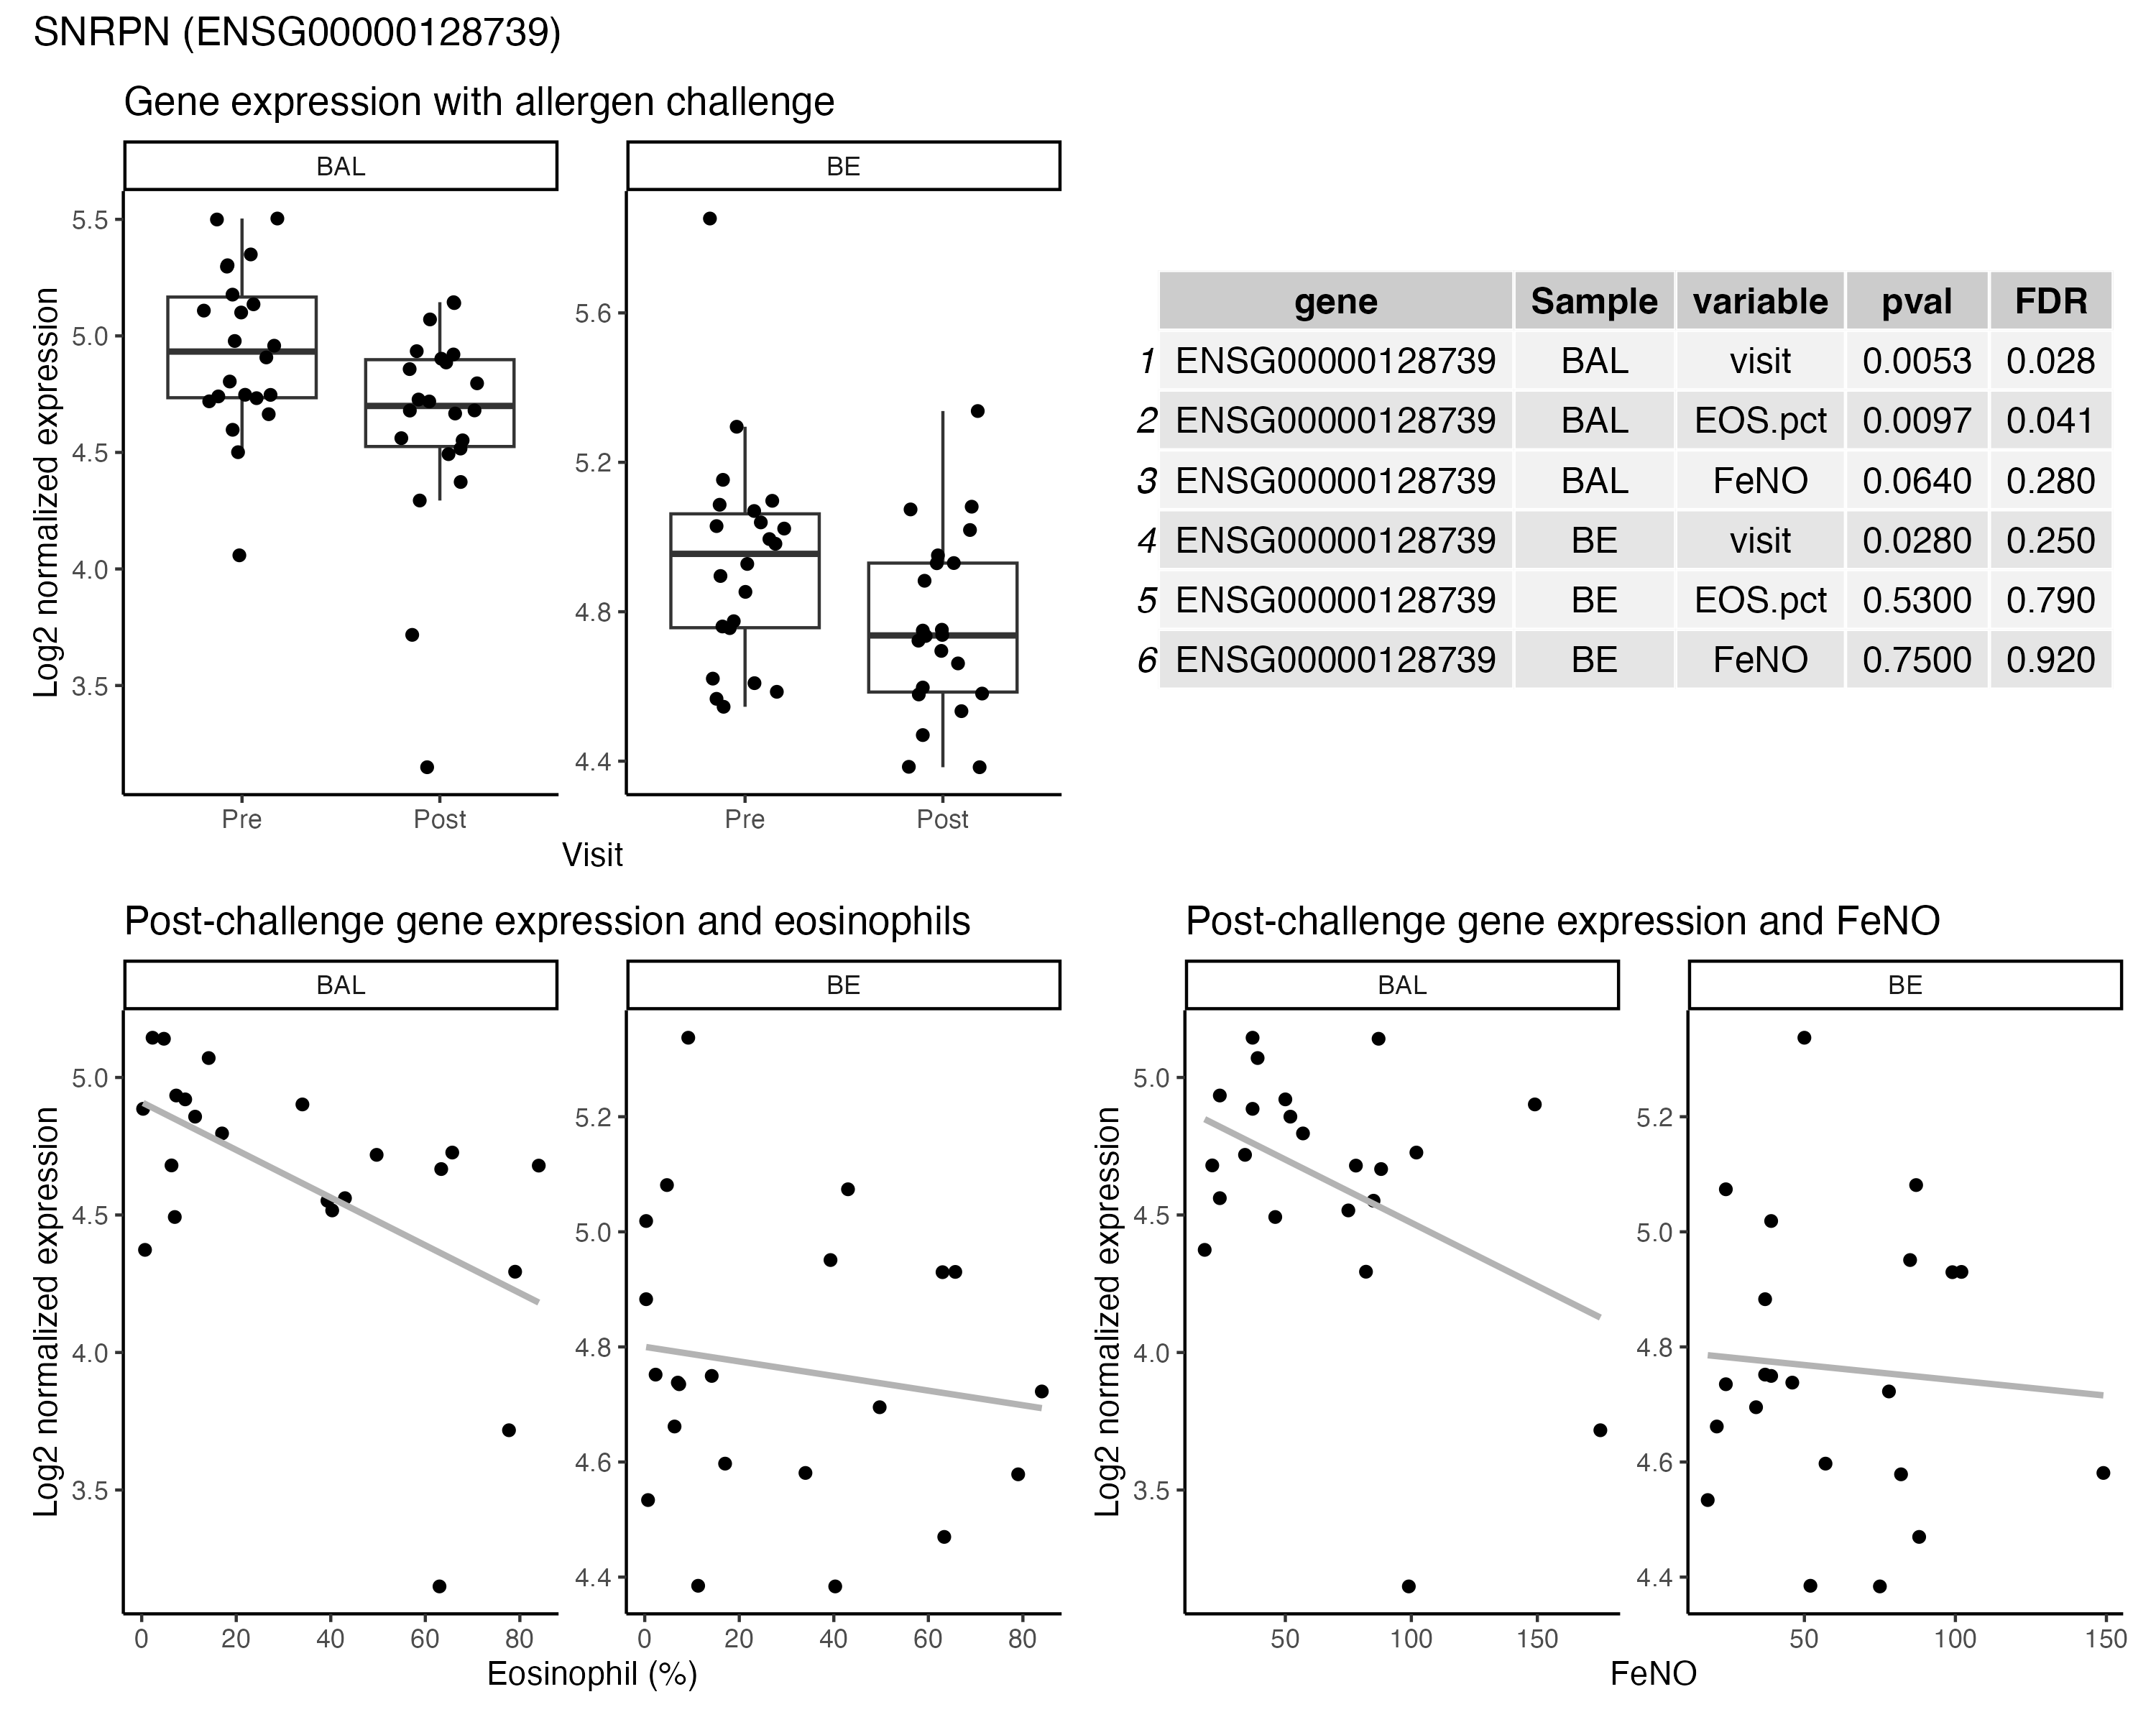 SNRPN (ENSG00000128739)
Gene expression with allergen challenge
BAL BE
Log2 normalized expression
5.5
5.0
4.5
4.0
3.5
5.6
5.2
4.8
4.4
Pre Post Pre Post
Visit
gene Sample variable pval FDR
1 ENSG00000128739 BAL visit 0.0053 0.028
2 ENSG00000128739 BAL EOS.pct 0.0097 0.041
3 ENSG00000128739 BAL FeNO 0.0640 0.280
4 ENSG00000128739 BE visit 0.0280 0.250
5 ENSG00000128739 BE EOS.pct 0.5300 0.790
6 ENSG00000128739 BE FeNO 0.7500 0.920
Post-challenge gene expression and eosinophils
BAL BE
Log2 normalized expression
5.0
4.5
4.0
3.5
5.2
5.0
4.8
4.6
4.4
0 20 40 60 80 0 20 40 60 80
Eosinophil (%)
Post-challenge gene expression and FeNO
BAL BE
Log2 normalized expression
5.0
4.5
4.0
3.5
5.2
5.0
4.8
4.6
4.4
50 100 150 50 100 150
FeNO